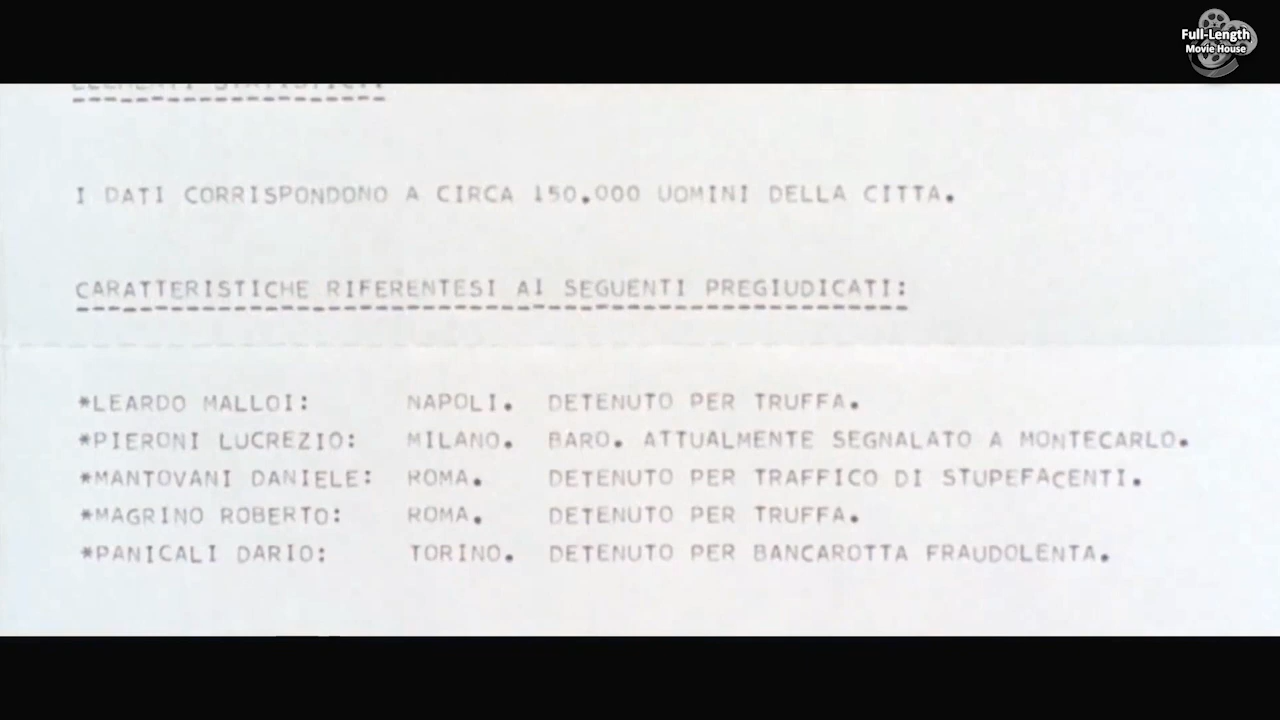 Full-Length
Movie House
ELEMENTI STATISTICI:
I DATI CORRISPONDONO A CIRCA 150.000 UOMINI DELLA CITTA.
CARATTERISTICHE RIFERENTESI AI SEGUENTI PREGIUDICATI:
*LEARDO MALLOI: NAPOLI. DETENUTO PER TRUFFA.
*PIERONI LUCREZIO: MILANO. BARO. ATTUALMENTE SEGNALATO A MONTECARLO.
*MANTOVANI DANIELE: ROMA. DETENUTO PER TRAFFICO DI STUPEFACENTI.
*MAGRINO ROBERTO: ROMA. DETENUTO PER TRUFFA.
*PANICALI DARIO: TORINO. DETENUTO PER BANCAROTTA FRAUDOLENTA.